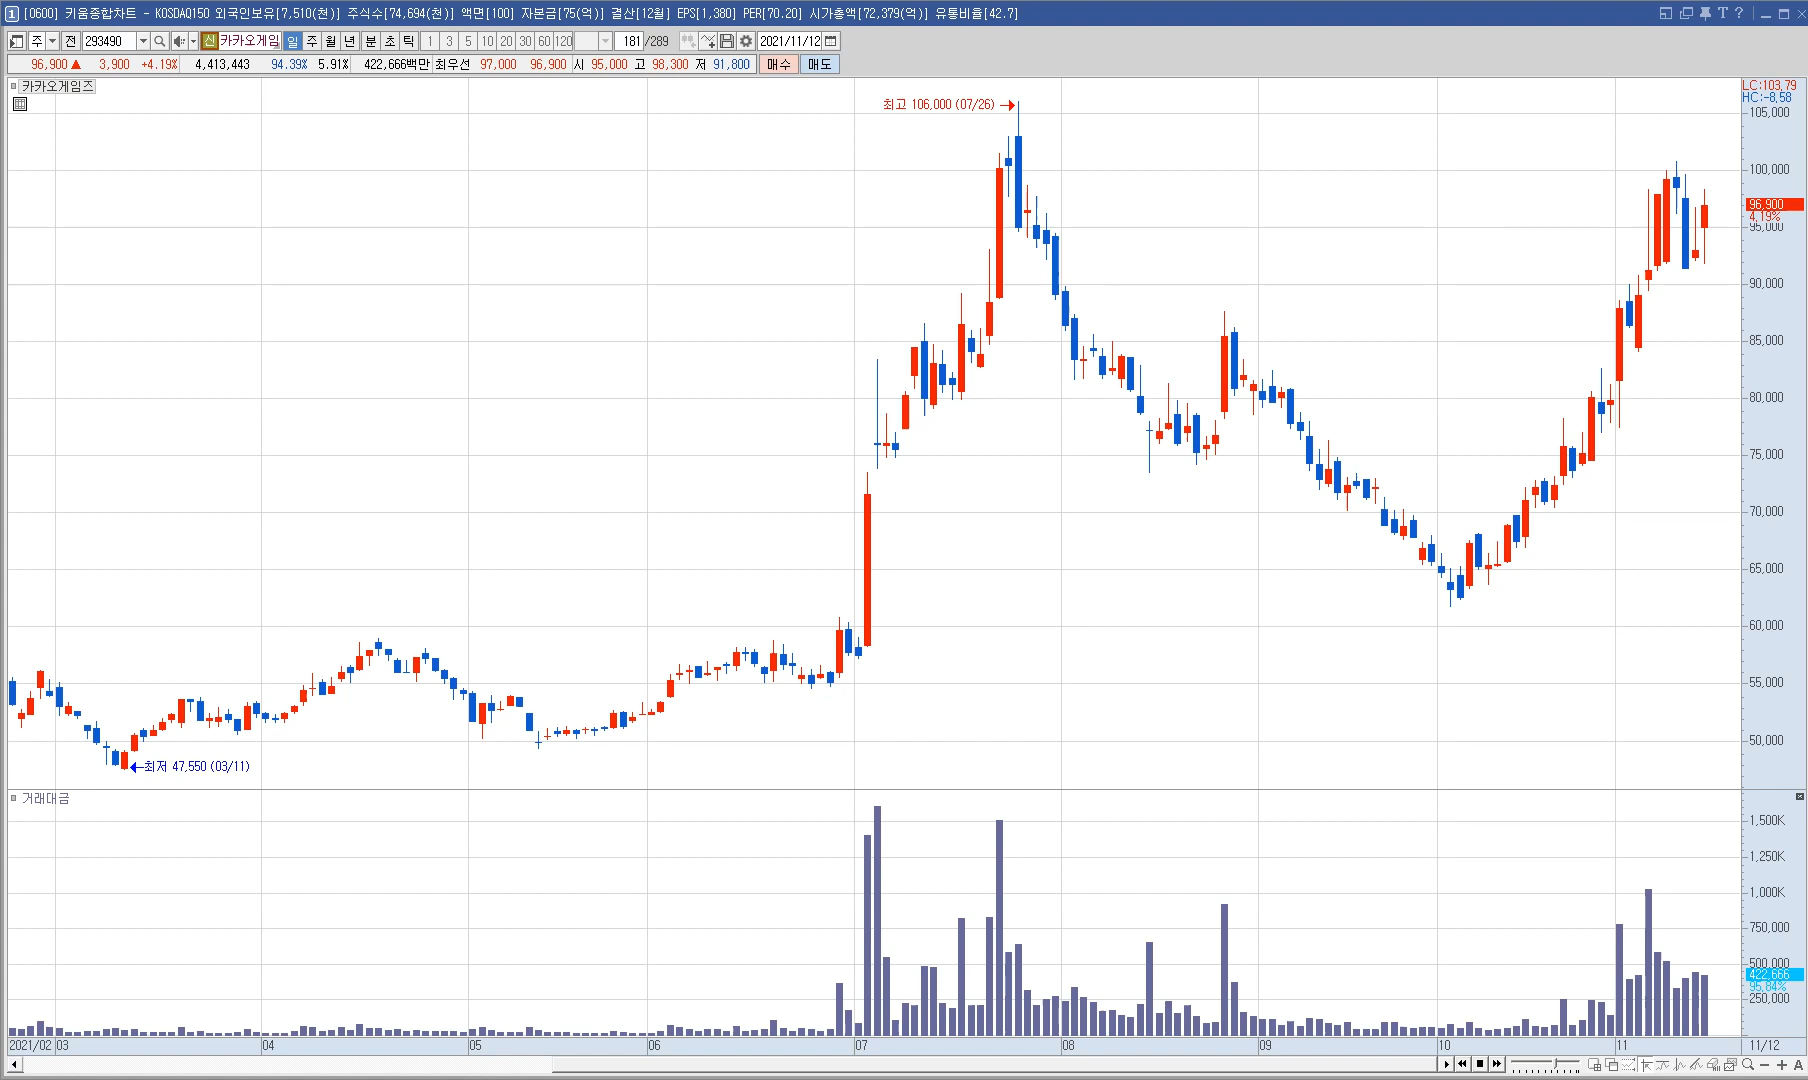 1 [0600] 키움종합차트 - KOSDAQ150 외국인보유[7,510(천)] 주식수[74,694(천)] 액면[100] 자본금[75(억)] 결산[12월] EPS[1,380] PER[70.20] 시가총액[72,379(억)] 유통비율[42.7] T ?
주 전 293490 신 카카오게임 일 주 월 년 분 초 틱 1 3 5 10 20 30 60 120 181 /289 2021/11/12
96,900 ▲ 3,900 +4.19% 4,413,443 94.39% 5.91% 422,666백만 최우선 97,000 96,900 시 95,000 고 98,300 저 91,800 매수 매도
카카오게임즈
LC:103,79
HC:-8,58
최고 106,000 (07/26) →
105,000
100,000
96,900
4,19%
95,000
90,000
85,000
80,000
75,000
70,000
65,000
60,000
55,000
50,000
←최저 47,550 (03/11)
거래대금
1,500K
1,250K
1,000K
750,000
500,000
422,666
95,84%
250,000
2021/02 03 04 05 06 07 08 09 10 11 11/12
A